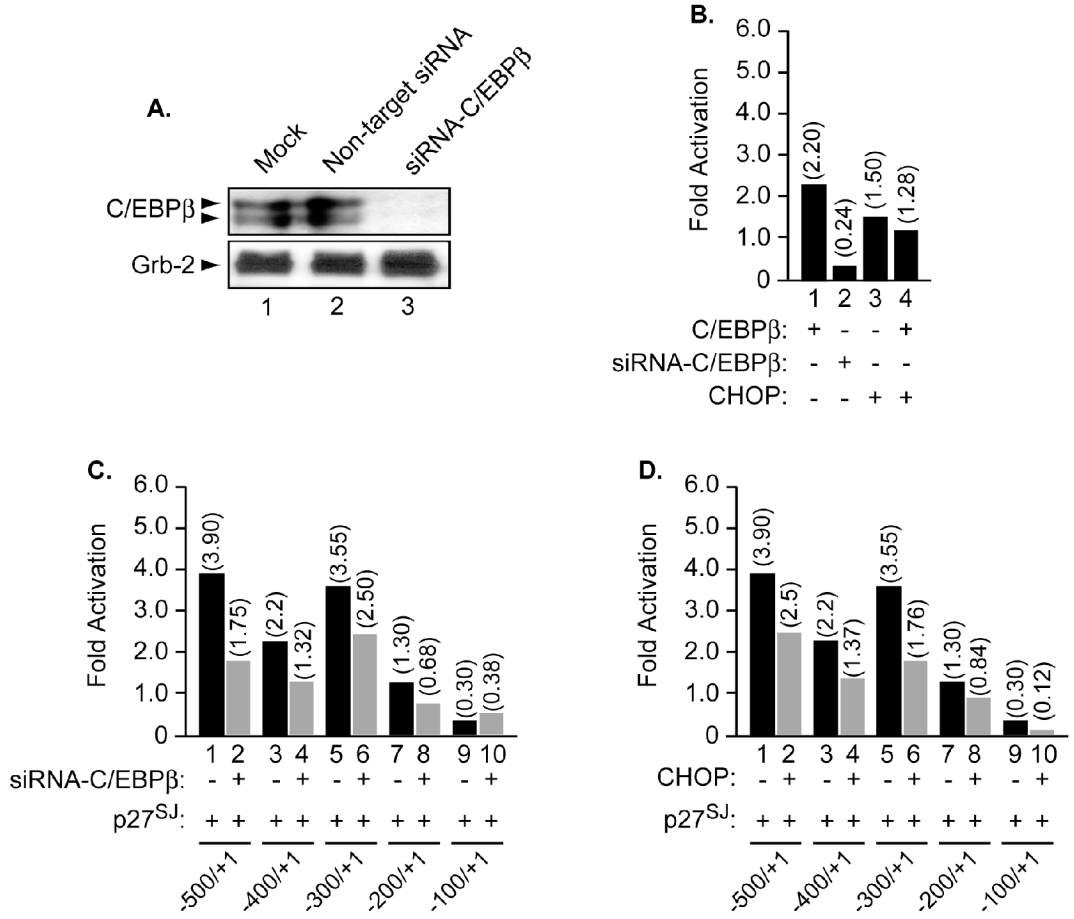 A.
Mock
Non-target siRNA
siRNA-C/EBPβ
C/EBPβ
Grb-2
1 2 3
B.
Fold Activation
6.0
5.0
4.0
3.0
2.0
1.0
0
(2.20)
(0.24)
(1.50)
(1.28)
1 2 3 4
C/EBPβ: + - - +
siRNA-C/EBPβ: - + - -
CHOP: - - + +
C.
Fold Activation
6.0
5.0
4.0
3.0
2.0
1.0
0
(3.90)
(1.75)
(2.2)
(1.32)
(3.55)
(2.50)
(1.30)
(0.68)
(0.30)
(0.38)
1 2 3 4 5 6 7 8 9 10
siRNA-C/EBPβ: - + - + - + - + - +
p27SJ: + + + + + + + + + +
-500/+1
-400/+1
-300/+1
-200/+1
-100/+1
D.
Fold Activation
6.0
5.0
4.0
3.0
2.0
1.0
0
(3.90)
(2.5)
(2.2)
(1.37)
(3.55)
(1.76)
(1.30)
(0.84)
(0.30)
(0.12)
1 2 3 4 5 6 7 8 9 10
CHOP: - + - + - + - + - +
p27SJ: + + + + + + + + + +
-500/+1
-400/+1
-300/+1
-200/+1
-100/+1